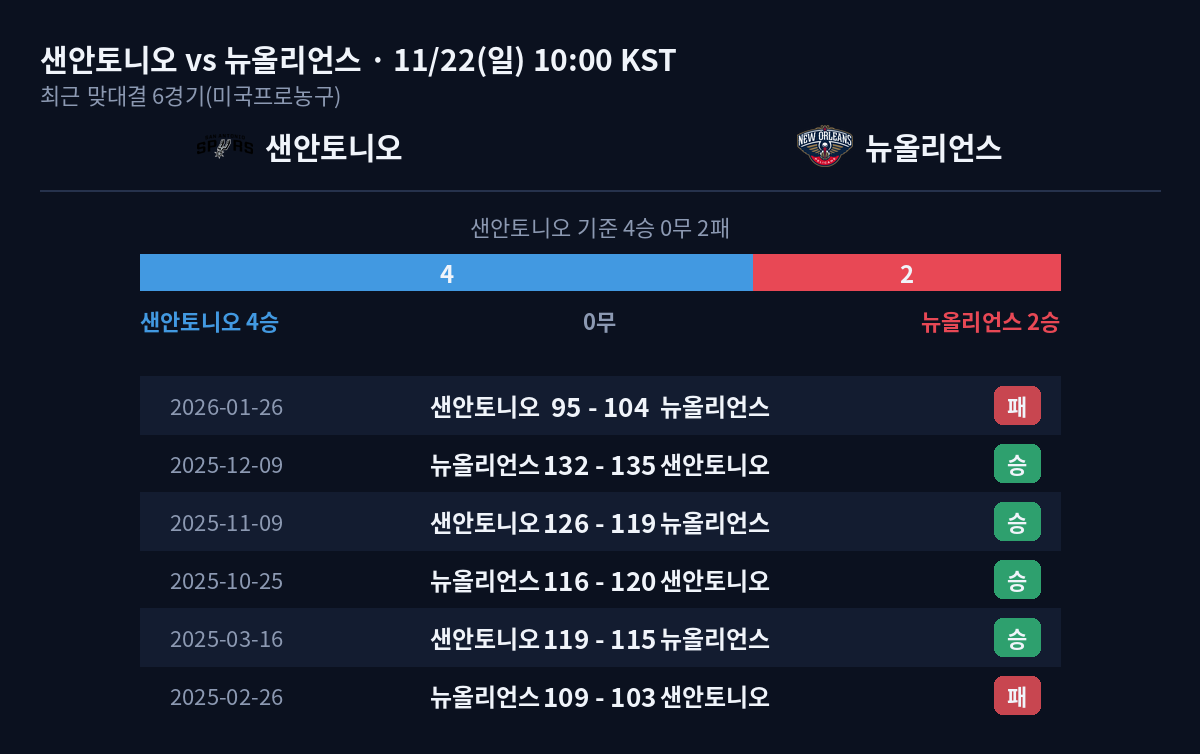 샌안토니오 vs 뉴올리언스 · 11/22(일) 10:00 KST
최근 맞대결 6경기(미국프로농구)
SPURS 샌안토니오
NEW ORLEANS PELICANS 뉴올리언스
샌안토니오 기준 4승 0무 2패
4 2
샌안토니오 4승 0무 뉴올리언스 2승
2026-01-26 샌안토니오 95 - 104 뉴올리언스 패
2025-12-09 뉴올리언스 132 - 135 샌안토니오 승
2025-11-09 샌안토니오 126 - 119 뉴올리언스 승
2025-10-25 뉴올리언스 116 - 120 샌안토니오 승
2025-03-16 샌안토니오 119 - 115 뉴올리언스 승
2025-02-26 뉴올리언스 109 - 103 샌안토니오 패